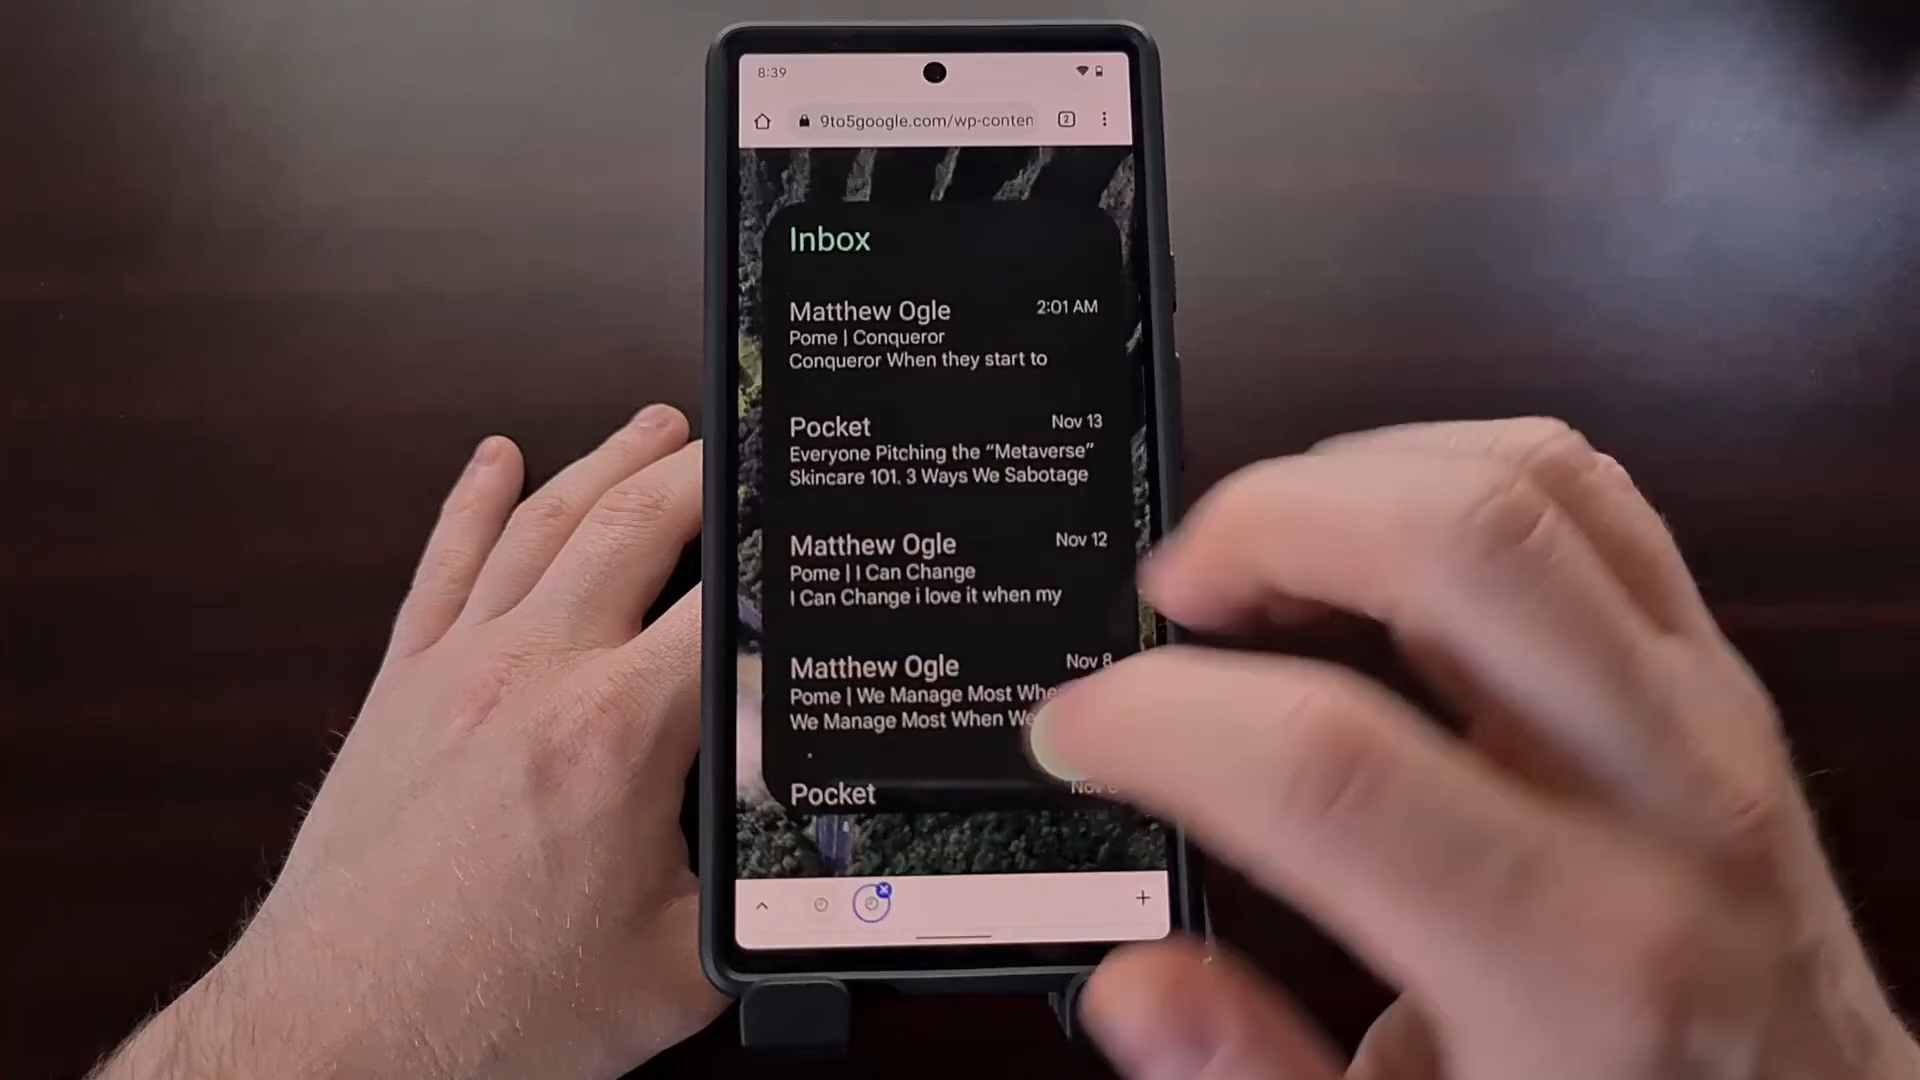 8:39
9to5google.com/wp-conten
2
Inbox
Matthew Ogle 2:01 AM
Pome | Conqueror
Conqueror When they start to
Pocket Nov 13
Everyone Pitching the “Metaverse”
Skincare 101. 3 Ways We Sabotage
Matthew Ogle Nov 12
Pome | I Can Change
I Can Change i love it when my
Matthew Ogle Nov 8
Pome | We Manage Most Whe
We Manage Most When We
Pocket Nov